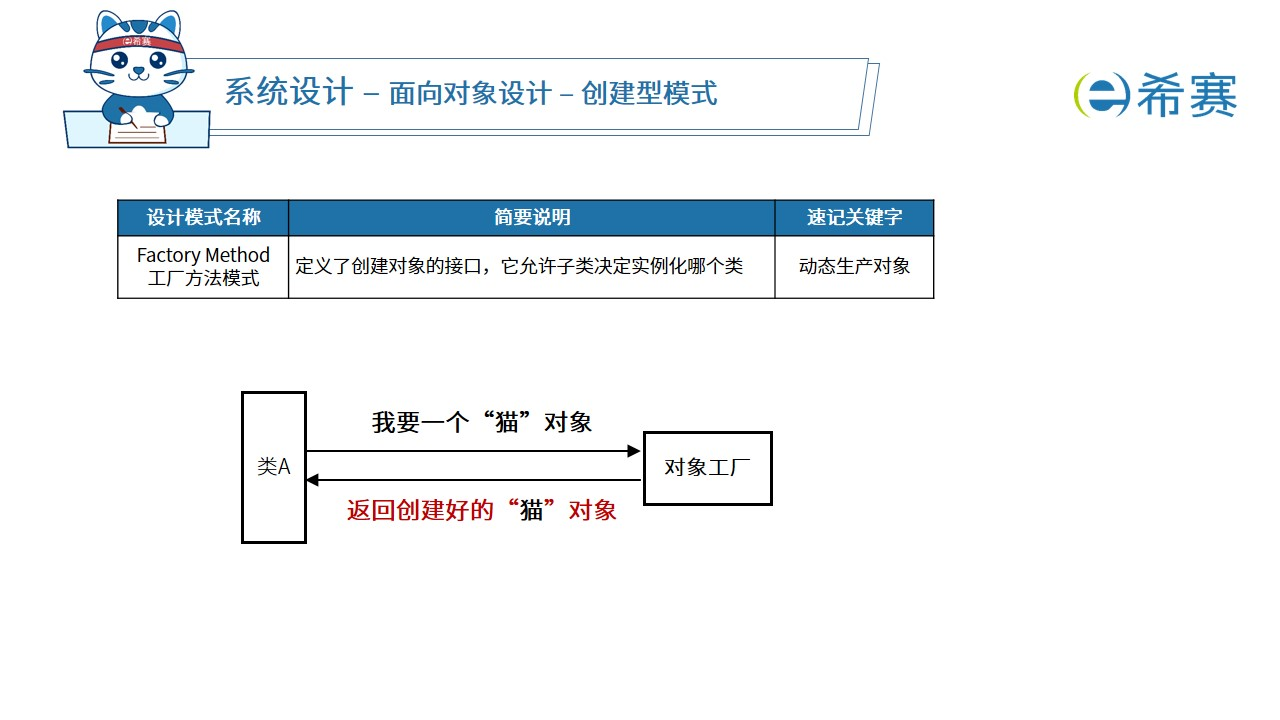 希赛
系统设计 – 面向对象设计 – 创建型模式
希赛
设计模式名称
简要说明
速记关键字
Factory Method
工厂方法模式
定义了创建对象的接口，它允许子类决定实例化哪个类
动态生产对象
我要一个“猫”对象
类A
对象工厂
返回创建好的“猫”对象